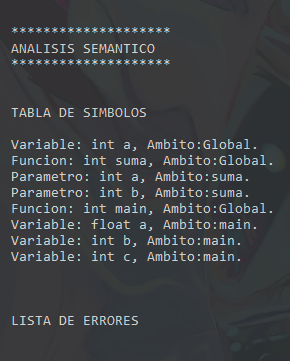 ********************
ANALISIS SEMANTICO
********************
TABLA DE SIMBOLOS
Variable: int a, Ambito:Global.
Funcion: int suma, Ambito:Global.
Parametro: int a, Ambito:suma.
Parametro: int b, Ambito:suma.
Funcion: int main, Ambito:Global.
Variable: float a, Ambito:main.
Variable: int b, Ambito:main.
Variable: int c, Ambito:main.
LISTA DE ERRORES